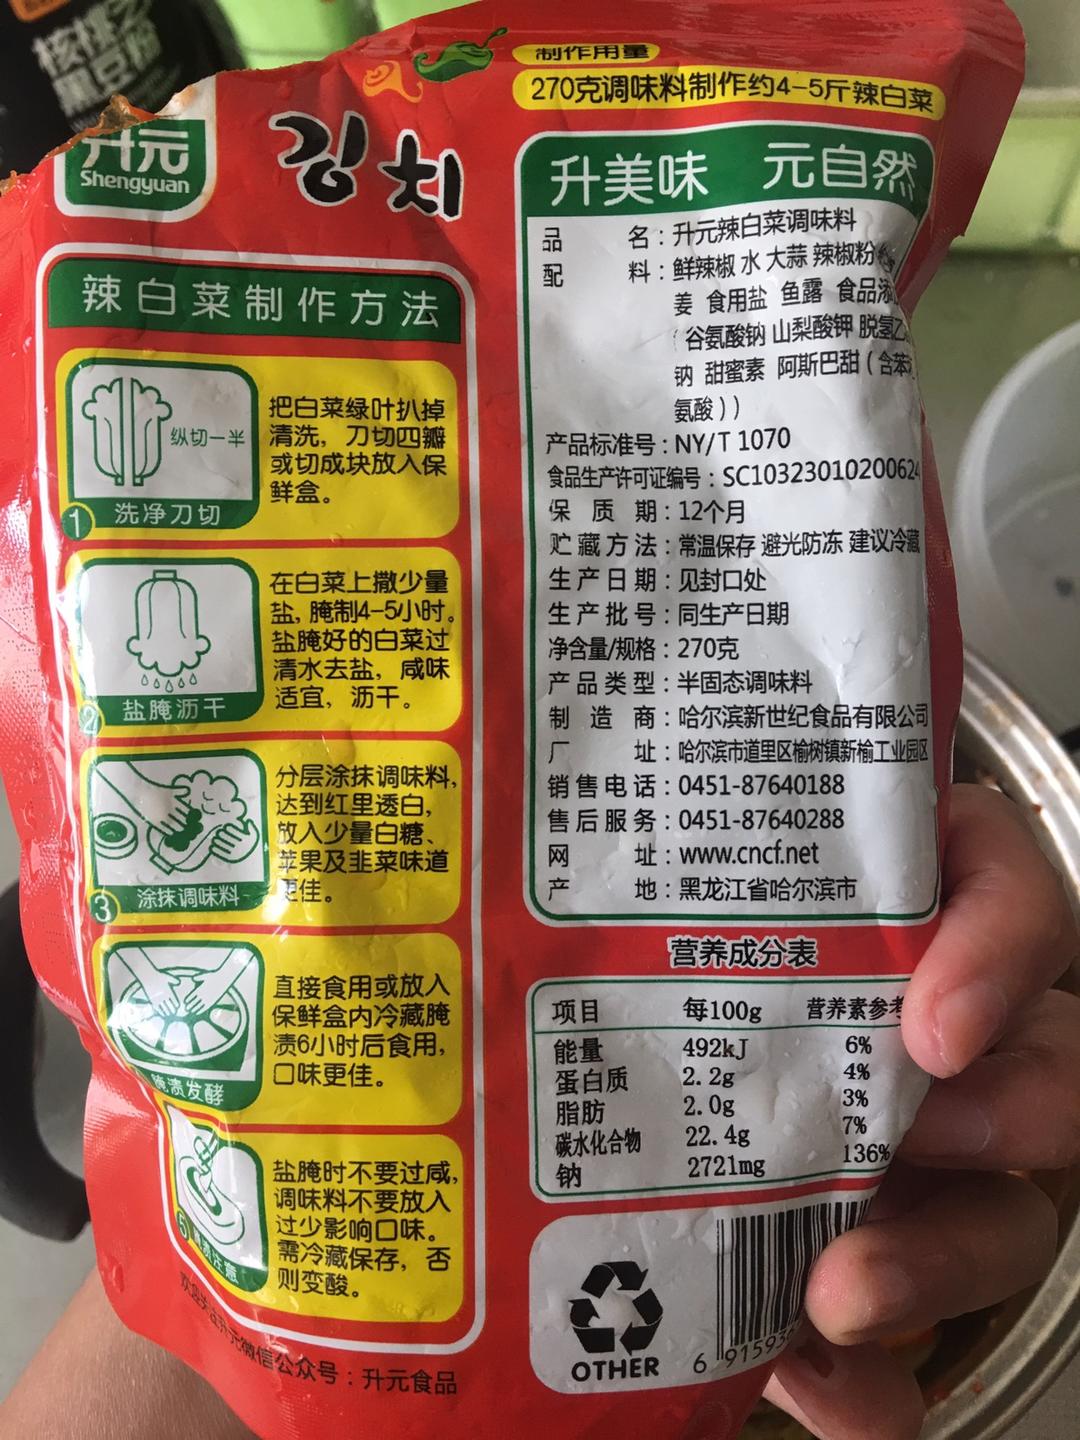 核桃芝
黑豆粉
制作用量
270克调味料制作约4-5斤辣白菜
升元
Shengyuan
김치
辣白菜制作方法
纵切一半
1 洗净刀切
把白菜绿叶扒掉
清洗，刀切四瓣
或切成块放入保
鲜盒。
2 盐腌沥干
在白菜上撒少量
盐，腌制4-5小时。
盐腌好的白菜过
清水去盐，咸味
适宜，沥干。
3 涂抹调味料
分层涂抹调味料，
达到红里透白，
放入少量白糖、
苹果及韭菜味道
更佳。
腌渍发酵
直接食用或放入
保鲜盒内冷藏腌
渍6小时后食用，
口味更佳。
5 注意
盐腌时不要过咸，
调味料不要放入
过少影响口味。
需冷藏保存，否
则变酸。
欢迎关注升元微信公众号：升元食品
升美味 元自然
品名：升元辣白菜调味料
配料：鲜辣椒 水 大蒜 辣椒粉
姜 食用盐 鱼露 食品添
（谷氨酸钠 山梨酸钾 脱氢乙
钠 甜蜜素 阿斯巴甜（含苯
氨酸））
产品标准号：NY/T 1070
食品生产许可证编号：SC10323010200624
保质期：12个月
贮藏方法：常温保存 避光防冻 建议冷藏
生产日期：见封口处
生产批号：同生产日期
净含量/规格：270克
产品类型：半固态调味料
制造商：哈尔滨新世纪食品有限公司
厂址：哈尔滨市道里区榆树镇新榆工业园区
销售电话：0451-87640188
售后服务：0451-87640288
网址：www.cncf.net
产地：黑龙江省哈尔滨市
营养成分表
项目 每100g 营养素参考
能量 492kJ 6%
蛋白质 2.2g 4%
脂肪 2.0g 3%
碳水化合物 22.4g 7%
钠 2721mg 136%
OTHER
6 91593